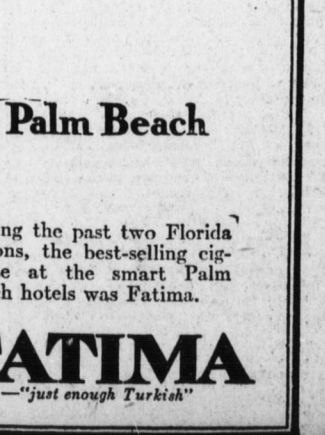 Palm Beach
ng the past two Florida
ons, the best-selling cig-
e at the smart Palm
h hotels was Fatima.
FATIMA
—"just enough Turkish"